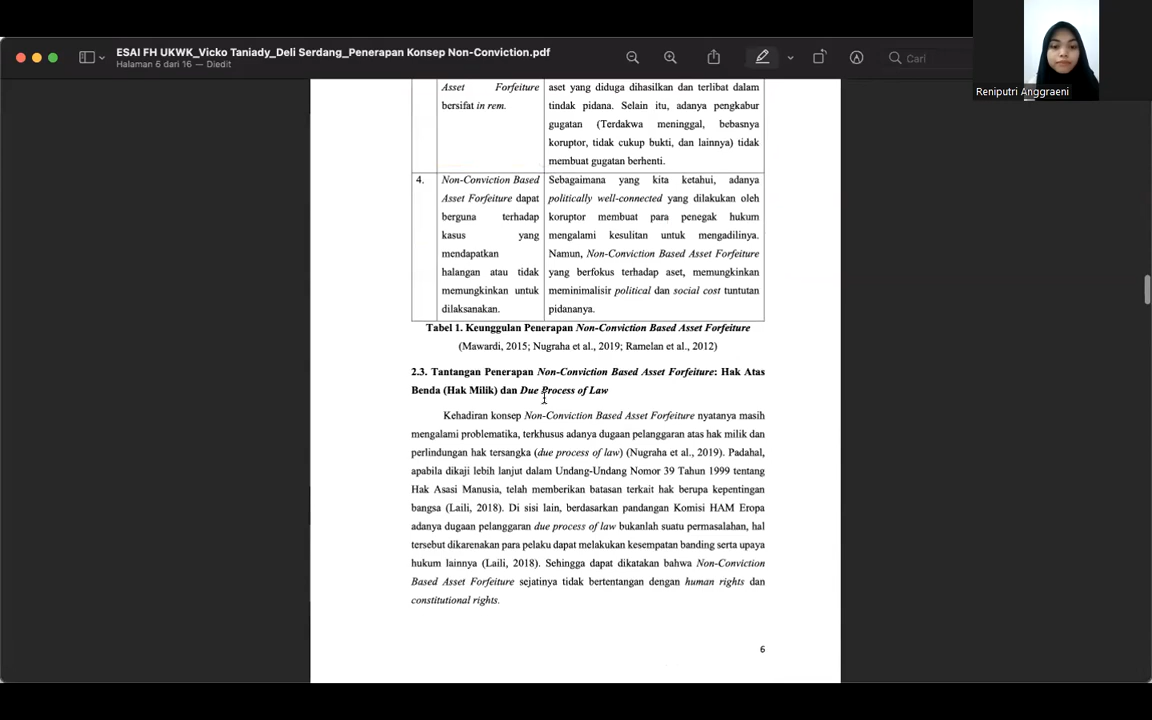 ESAI FH UKWK_Vicko Taniady_Deli Serdang_Penerapan Konsep Non-Conviction.pdf
Halaman 6 dari 16 — Diedit
Cari
Reniputri Anggraeni
Asset Forfeiture
bersifat in rem.
aset yang diduga dihasilkan dan terlibat dalam
tindak pidana. Selain itu, adanya pengkabur
gugatan (Terdakwa meninggal, bebasnya
koruptor, tidak cukup bukti, dan lainnya) tidak
membuat gugatan berhenti.
4.
Non-Conviction Based
Asset Forfeiture dapat
berguna terhadap
kasus yang
mendapatkan
halangan atau tidak
memungkinkan untuk
dilaksanakan.
Sebagaimana yang kita ketahui, adanya
politically well-connected yang dilakukan oleh
koruptor membuat para penegak hukum
mengalami kesulitan untuk mengadilinya.
Namun, Non-Conviction Based Asset Forfeiture
yang berfokus terhadap aset, memungkinkan
meminimalisir political dan social cost tuntutan
pidananya.
Tabel 1. Keunggulan Penerapan Non-Conviction Based Asset Forfeiture
(Mawardi, 2015; Nugraha et al., 2019; Ramelan et al., 2012)
2.3. Tantangan Penerapan Non-Conviction Based Asset Forfeiture: Hak Atas
Benda (Hak Milik) dan Due Process of Law
Kehadiran konsep Non-Conviction Based Asset Forfeiture nyatanya masih
mengalami problematika, terkhusus adanya dugaan pelanggaran atas hak milik dan
perlindungan hak tersangka (due process of law) (Nugraha et al., 2019). Padahal,
apabila dikaji lebih lanjut dalam Undang-Undang Nomor 39 Tahun 1999 tentang
Hak Asasi Manusia, telah memberikan batasan terkait hak berupa kepentingan
bangsa (Laili, 2018). Di sisi lain, berdasarkan pandangan Komisi HAM Eropa
adanya dugaan pelanggaran due process of law bukanlah suatu permasalahan, hal
tersebut dikarenakan para pelaku dapat melakukan kesempatan banding serta upaya
hukum lainnya (Laili, 2018). Sehingga dapat dikatakan bahwa Non-Conviction
Based Asset Forfeiture sejatinya tidak bertentangan dengan human rights dan
constitutional rights.
6